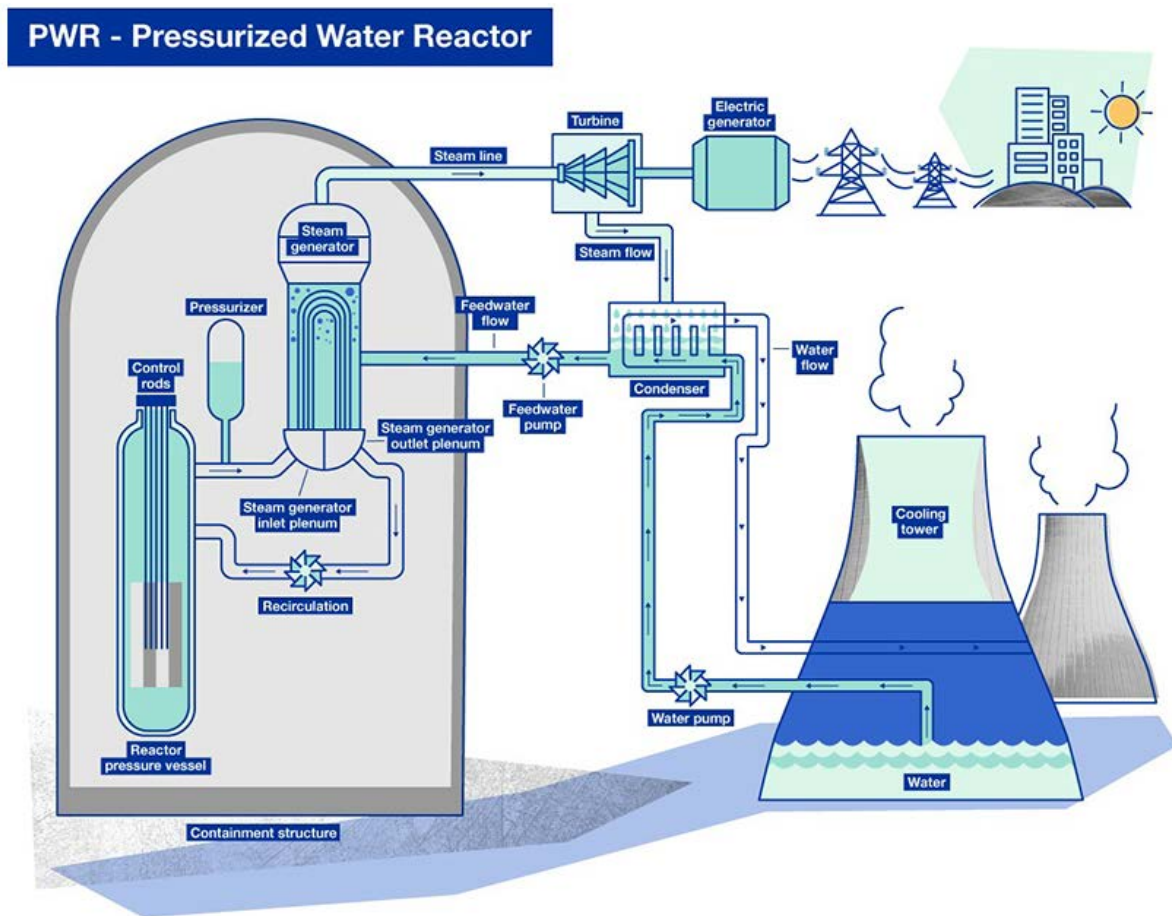 PWR - Pressurized Water Reactor
Turbine
Electric
generator
Steam line
Steam
generator
Steam flow
Pressurizer
Feedwater
flow
Water
flow
Control
rods
Condenser
Feedwater
pump
Steam generator
outlet plenum
Steam generator
inlet plenum
Cooling
tower
Recirculation
Water pump
Reactor
pressure vessel
Water
Containment structure